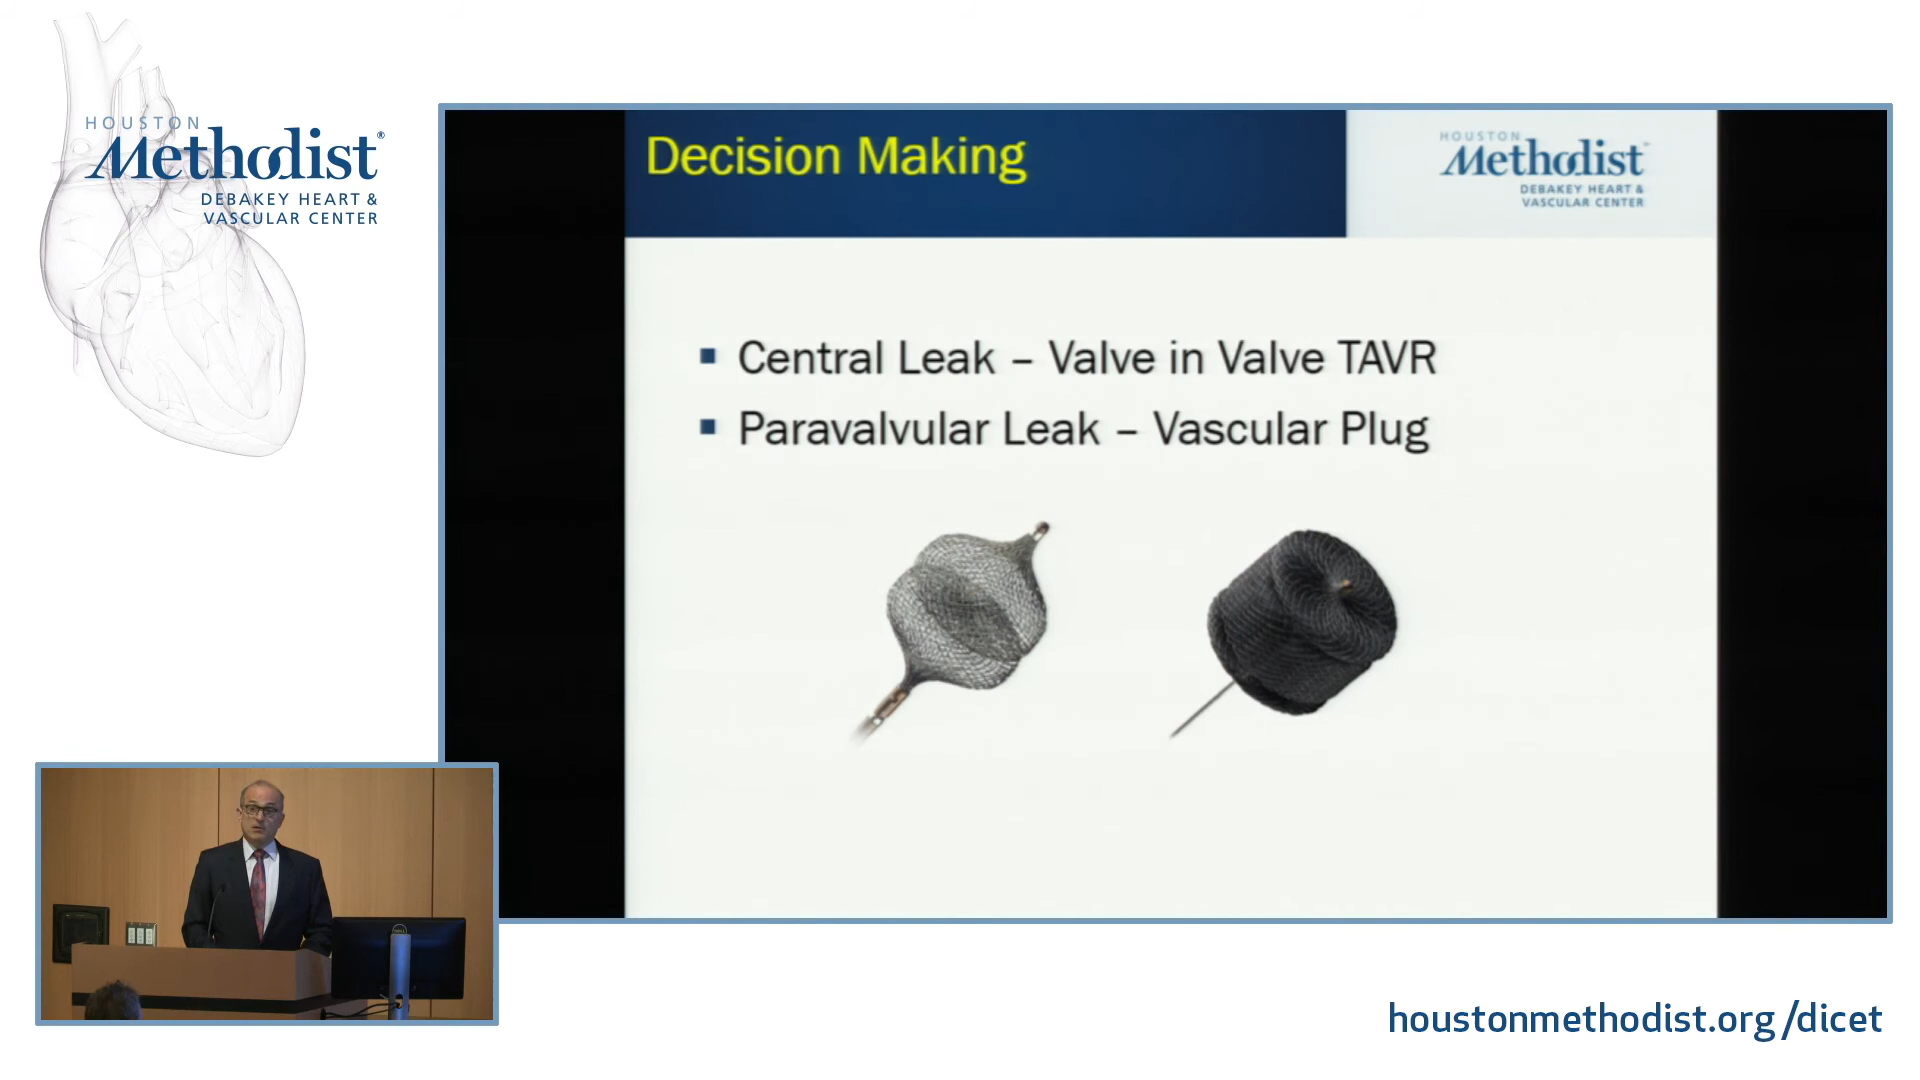 HOUSTON
Methodist®
DEBAKEY HEART &
VASCULAR CENTER
Decision Making
HOUSTON
Methodist
DEBAKEY HEART &
VASCULAR CENTER
▪ Central Leak – Valve in Valve TAVR
▪ Paravalvular Leak – Vascular Plug
DELL
houstonmethodist.org/dicet